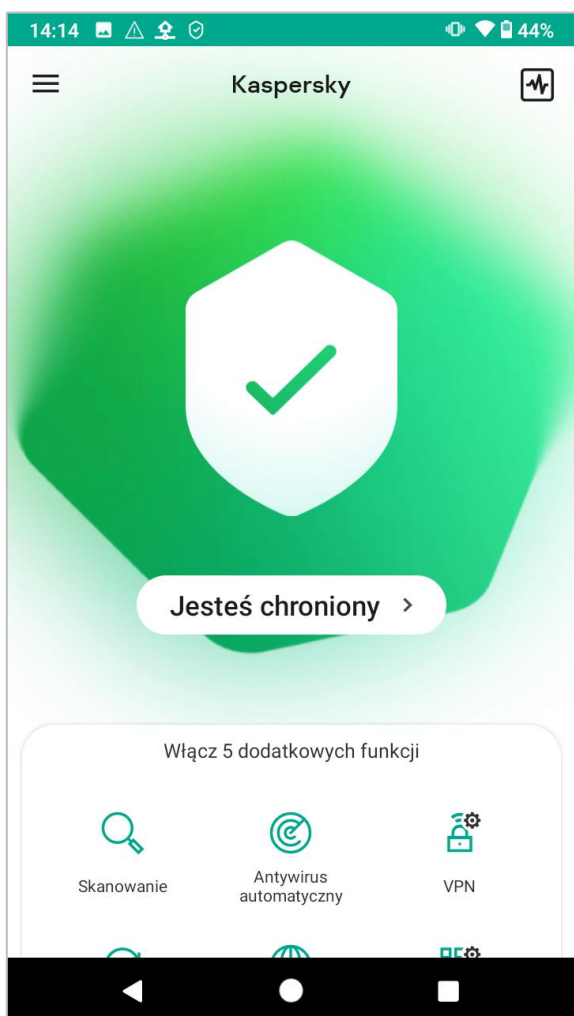 14:14 44%
Kaspersky
Jesteś chroniony
Włącz 5 dodatkowych funkcji
Skanowanie
Antywirus
automatyczny
VPN